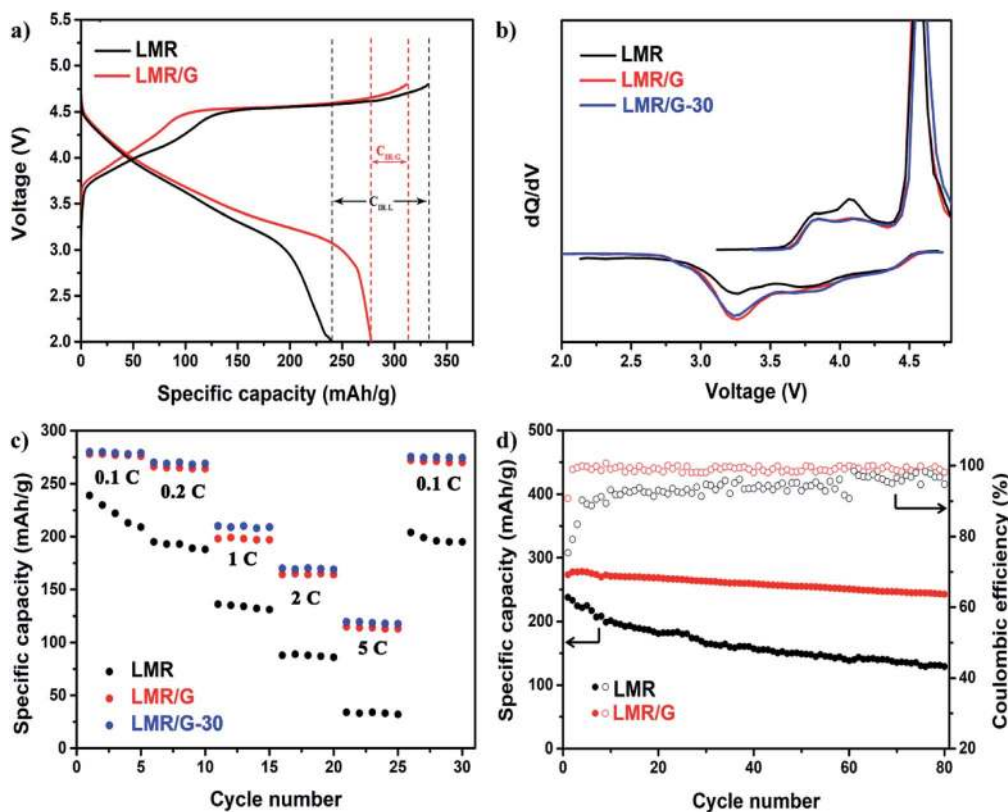 a)
LMR
LMR/G
C IR.G
C IR.L
5.5
5.0
4.5
4.0
3.5
3.0
2.5
2.0
Voltage (V)
0 50 100 150 200 250 300 350
Specific capacity (mAh/g)
b)
LMR
LMR/G
LMR/G-30
dQ/dV
2.0 2.5 3.0 3.5 4.0 4.5
Voltage (V)
c)
300
250
200
150
100
50
0
Specific capacity (mAh/g)
0.1 C
0.2 C
1 C
2 C
5 C
0.1 C
LMR
LMR/G
LMR/G-30
0 5 10 15 20 25 30
Cycle number
d)
500
400
300
250
200
150
100
0
Specific capacity (mAh/g)
LMR
LMR/G
100
80
60
40
20
Coulombic efficiency (%)
0 20 40 60 80
Cycle number